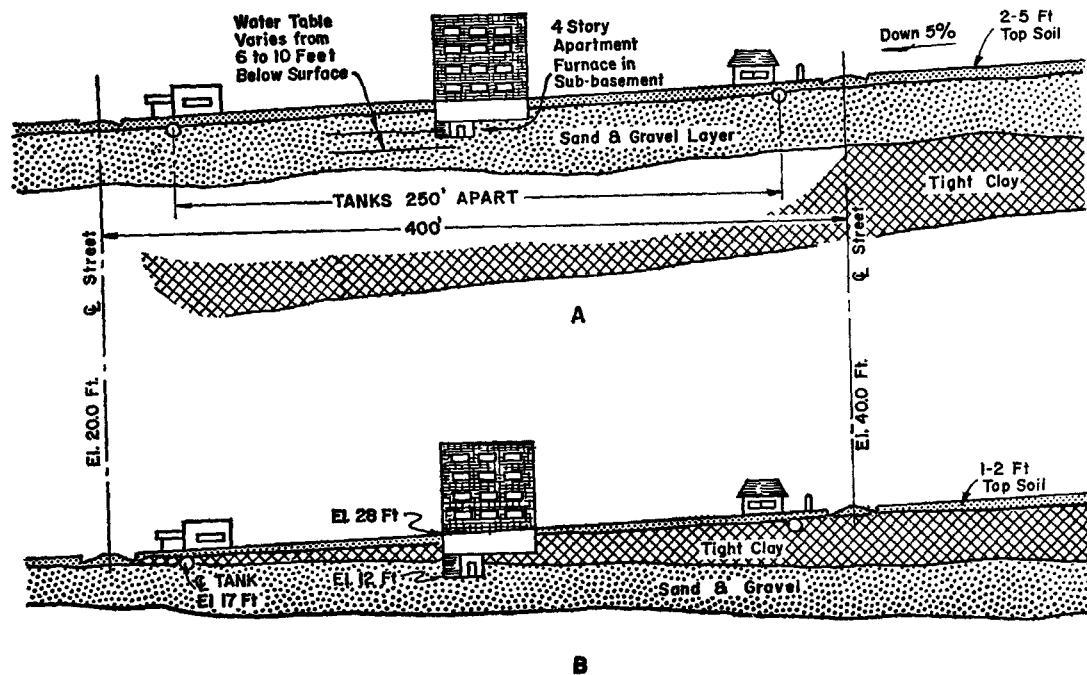 Water Table
Varies from
6 to 10 Feet
Below Surface
4 Story
Apartment
Furnace in
Sub-basement
Down 5%
2-5 Ft
Top Soil
Sand & Gravel Layer
Tight Clay
TANKS 250' APART
400'
℄ Street
℄ Street
A
El. 20.0 Ft.
El. 40.0 Ft.
1-2 Ft
Top Soil
El. 28 Ft
Tight Clay
El. 12 Ft
℄ TANK
El 17 Ft
Sand & Gravel
B